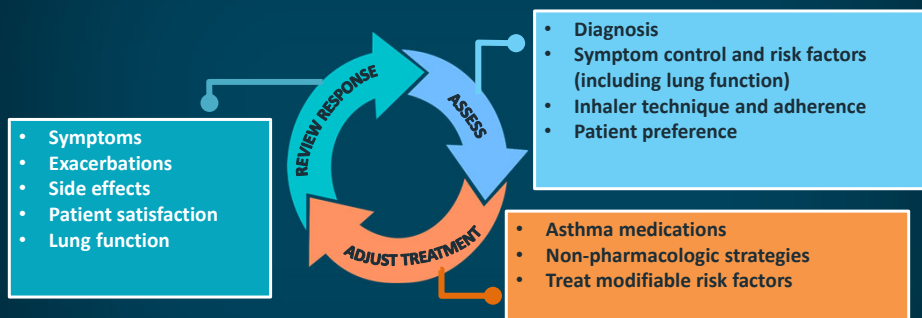 REVIEW RESPONSE
ASSESS
ADJUST TREATMENT
• Diagnosis
• Symptom control and risk factors
(including lung function)
• Inhaler technique and adherence
• Patient preference
• Symptoms
• Exacerbations
• Side effects
• Patient satisfaction
• Lung function
• Asthma medications
• Non-pharmacologic strategies
• Treat modifiable risk factors